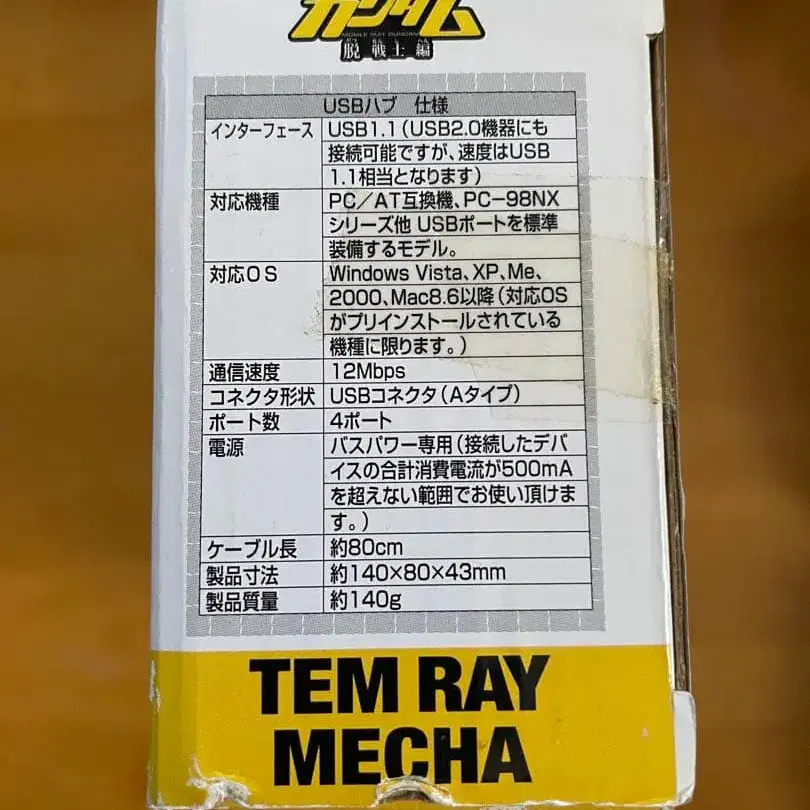 ガンダム
MOBILE SUIT GUNDAM
脱戦士編
USBハブ 仕様
インターフェース USB1.1(USB2.0機器にも
接続可能ですが、速度はUSB
1.1相当となります)
対応機種 PC/AT互換機、PC-98NX
シリーズ他 USBポートを標準
装備するモデル。
対応OS Windows Vista、XP、Me、
2000、Mac8.6以降(対応OS
がプリインストールされている
機種に限ります。)
通信速度 12Mbps
コネクタ形状 USBコネクタ(Aタイプ)
ポート数 4ポート
電源 バスパワー専用(接続したデバ
イスの合計消費電流が500mA
を超えない範囲でお使い頂けま
す。)
ケーブル長 約80cm
製品寸法 約140×80×43mm
製品質量 約140g
TEM RAY
MECHA